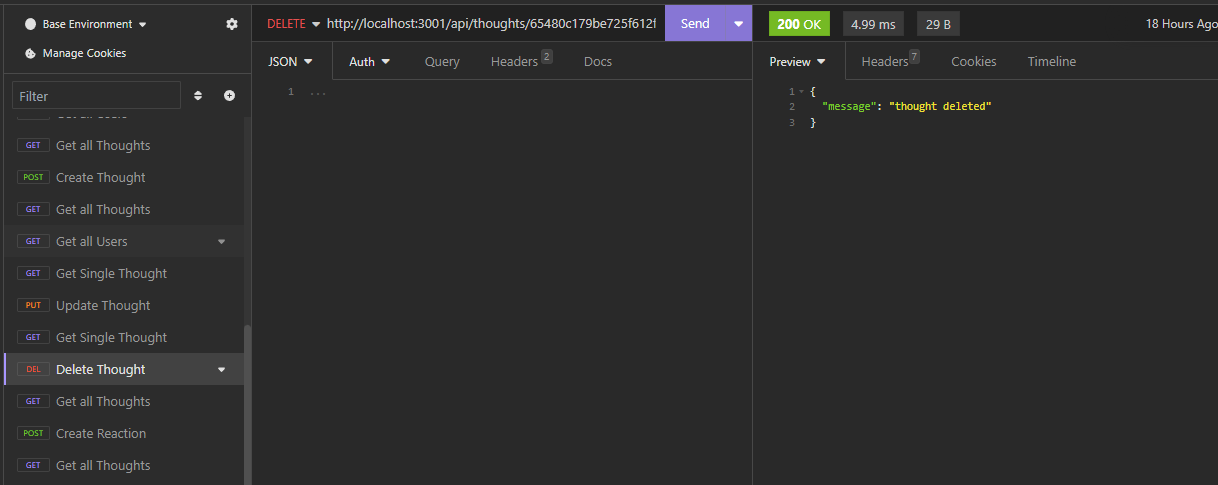 Base Environment
Manage Cookies
Filter
GET Get all Thoughts
POST Create Thought
GET Get all Thoughts
GET Get all Users
GET Get Single Thought
PUT Update Thought
GET Get Single Thought
DEL Delete Thought
GET Get all Thoughts
POST Create Reaction
GET Get all Thoughts
DELETE http://localhost:3001/api/thoughts/65480c179be725f612f Send
JSON Auth Query Headers 2 Docs
1 ...
200 OK 4.99 ms 29 B 18 Hours Ago
Preview Headers 7 Cookies Timeline
1 {
2 "message": "thought deleted"
3 }